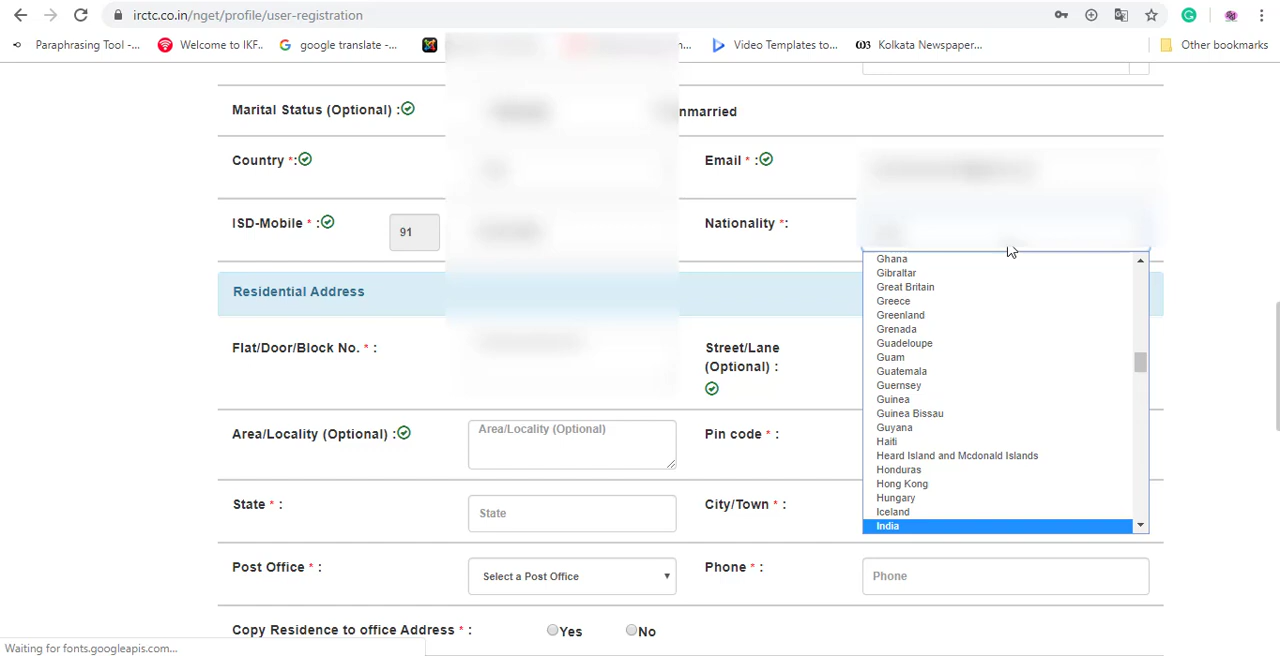 irctc.co.in/nget/profile/user-registration
Paraphrasing Tool -... Welcome to IKF.. google translate -... ...n... Video Templates to... Kolkata Newspaper... Other bookmarks
Marital Status (Optional) : nmarried
Country * : Email * :
ISD-Mobile * : 91 Nationality *:
Ghana
Gibraltar
Great Britain
Greece
Greenland
Grenada
Guadeloupe
Guam
Guatemala
Guernsey
Guinea
Guinea Bissau
Guyana
Haiti
Heard Island and Mcdonald Islands
Honduras
Hong Kong
Hungary
Iceland
India
Residential Address
Flat/Door/Block No. * : Street/Lane
(Optional) :
Area/Locality (Optional) : Area/Locality (Optional) Pin code * :
State * : State City/Town * :
Post Office * : Select a Post Office Phone * : Phone
Copy Residence to office Address * : Yes No
Waiting for fonts.googleapis.com...